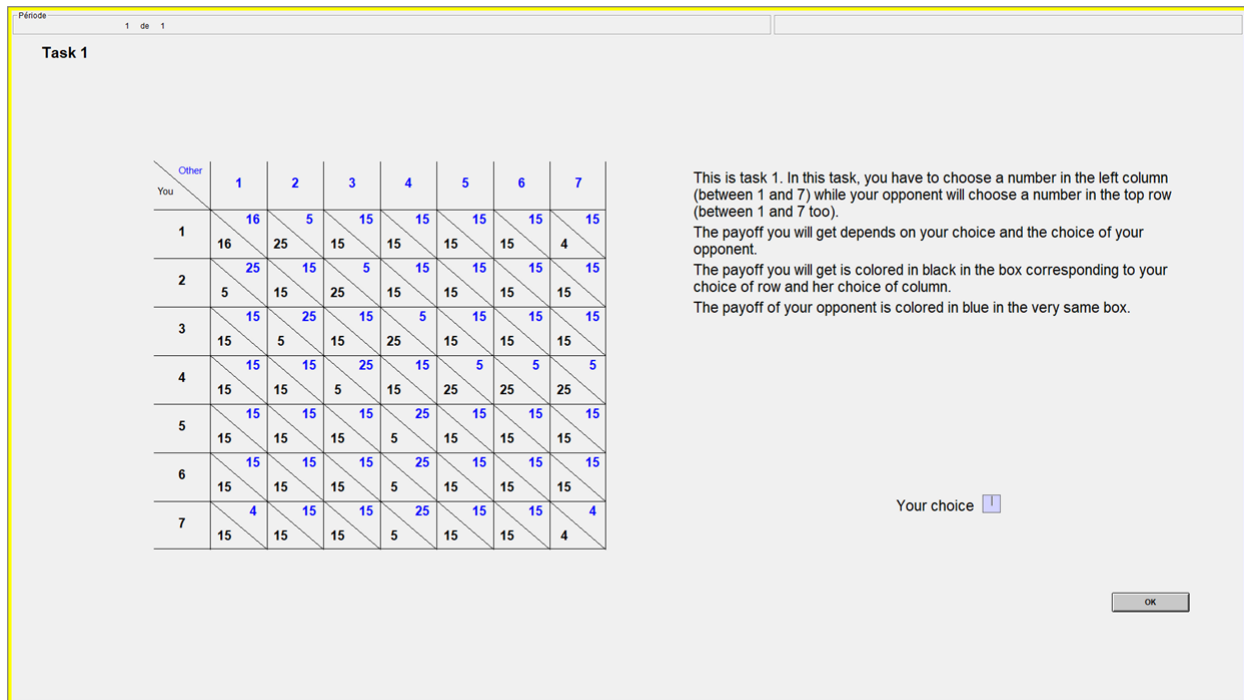 Période
1 de 1
Task 1
Other
You
1 2 3 4 5 6 7
16 5 15 15 15 15 15
1
16 25 15 15 15 15 4
25 15 5 15 15 15 15
2
5 15 25 15 15 15 15
15 25 15 5 15 15 15
3
15 5 15 25 15 15 15
15 15 25 15 5 5 5
4
15 15 5 15 25 25 25
15 15 15 25 15 15 15
5
15 15 15 5 15 15 15
15 15 15 25 15 15 15
6
15 15 15 5 15 15 15
4 15 15 25 15 15 4
7
15 15 15 5 15 15 4
This is task 1. In this task, you have to choose a number in the left column
(between 1 and 7) while your opponent will choose a number in the top row
(between 1 and 7 too).
The payoff you will get depends on your choice and the choice of your
opponent.
The payoff you will get is colored in black in the box corresponding to your
choice of row and her choice of column.
The payoff of your opponent is colored in blue in the very same box.
Your choice
OK